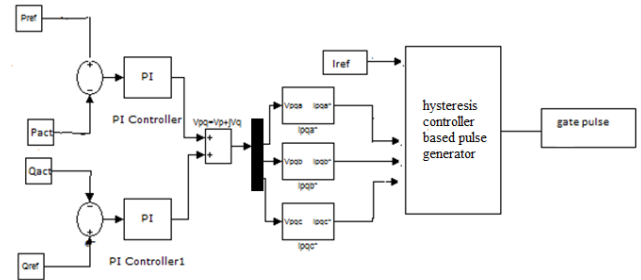 Pref
PI
PI Controller
Pact
Qact
PI
PI Controller1
Qref
Vpq=Vp+jVq
Iref
Vpqa Ipqa*
Ipqa*
Vpqb Ipqb*
Ipqb*
Vpqc Ipqc*
Ipqc*
hysteresis
controller
based pulse
generator
gate pulse